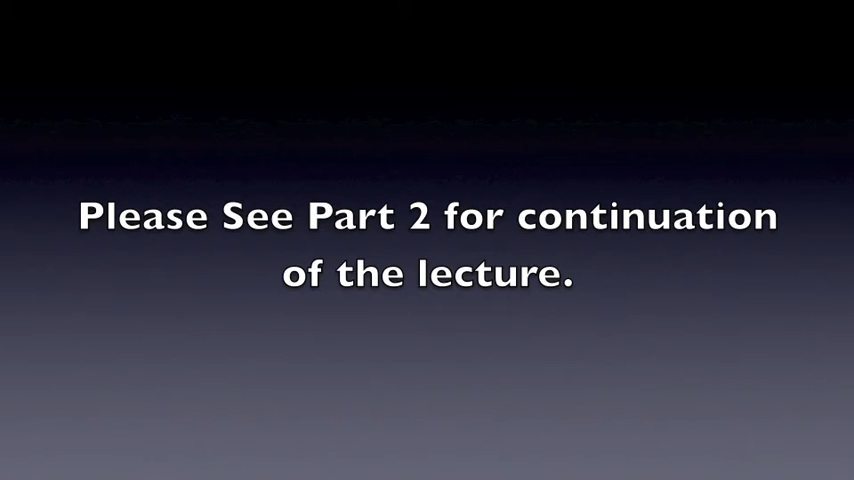 Please See Part 2 for continuation
of the lecture.